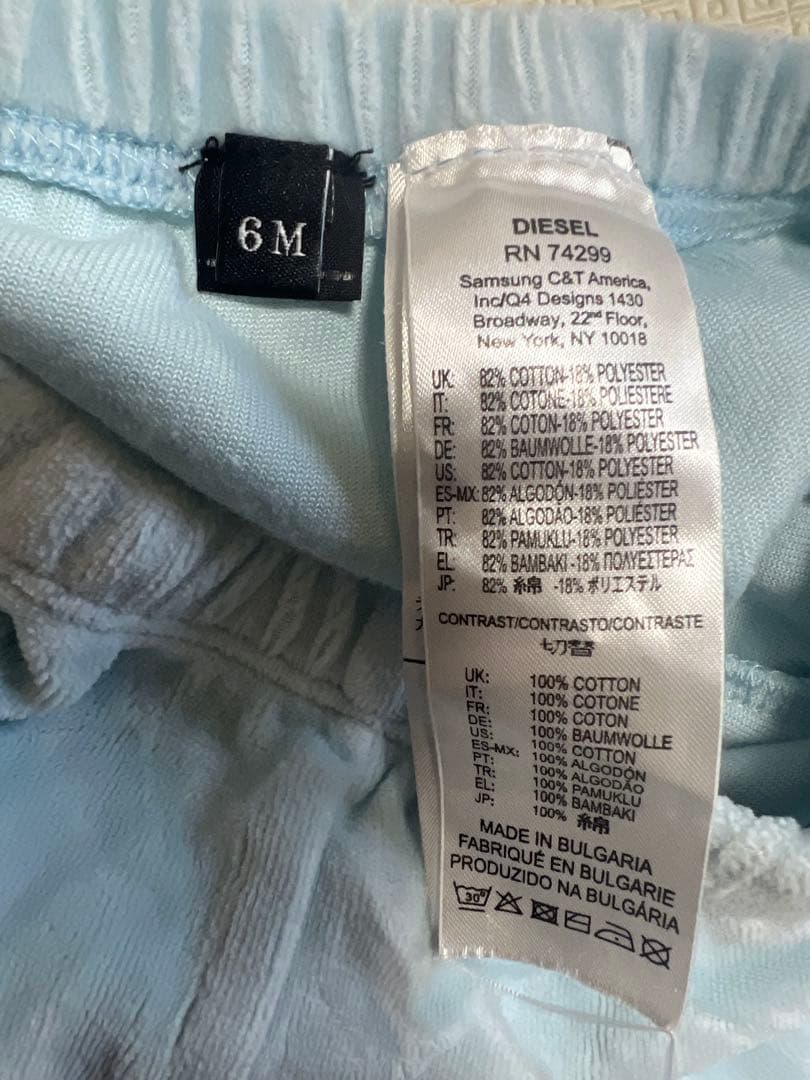 6M
DIESEL
RN 74299
Samsung C&T America,
Inc/Q4 Designs 1430
Broadway, 22nd Floor,
New York, NY 10018
UK: 82% COTTON-18% POLYESTER
IT: 82% COTONE-18% POLIESTERE
FR: 82% COTON-18% POLYESTER
DE: 82% BAUMWOLLE-18% POLYESTER
US: 82% COTTON-18% POLYESTER
ES-MX: 82% ALGODÓN-18% POLIÉSTER
PT: 82% ALGODÃO-18% POLIÉSTER
TR: 82% PAMUKLU-18% POLYESTER
EL: 82% ΒΑΜΒΑΚΙ-18% ΠΟΛΥΕΣΤΕΡΑΣ
JP: 82% 綿 -18% ポリエステル
CONTRAST/CONTRASTO/CONTRASTE
切替
UK: 100% COTTON
IT: 100% COTONE
FR: 100% COTON
DE: 100% BAUMWOLLE
US: 100% COTTON
ES-MX: 100% ALGODÓN
PT: 100% ALGODÃO
TR: 100% PAMUKLU
EL: 100% ΒΑΜΒΑΚΙ
JP: 100% 綿
MADE IN BULGARIA
FABRIQUÉ EN BULGARIE
PRODUZIDO NA BULGÁRIA
30°